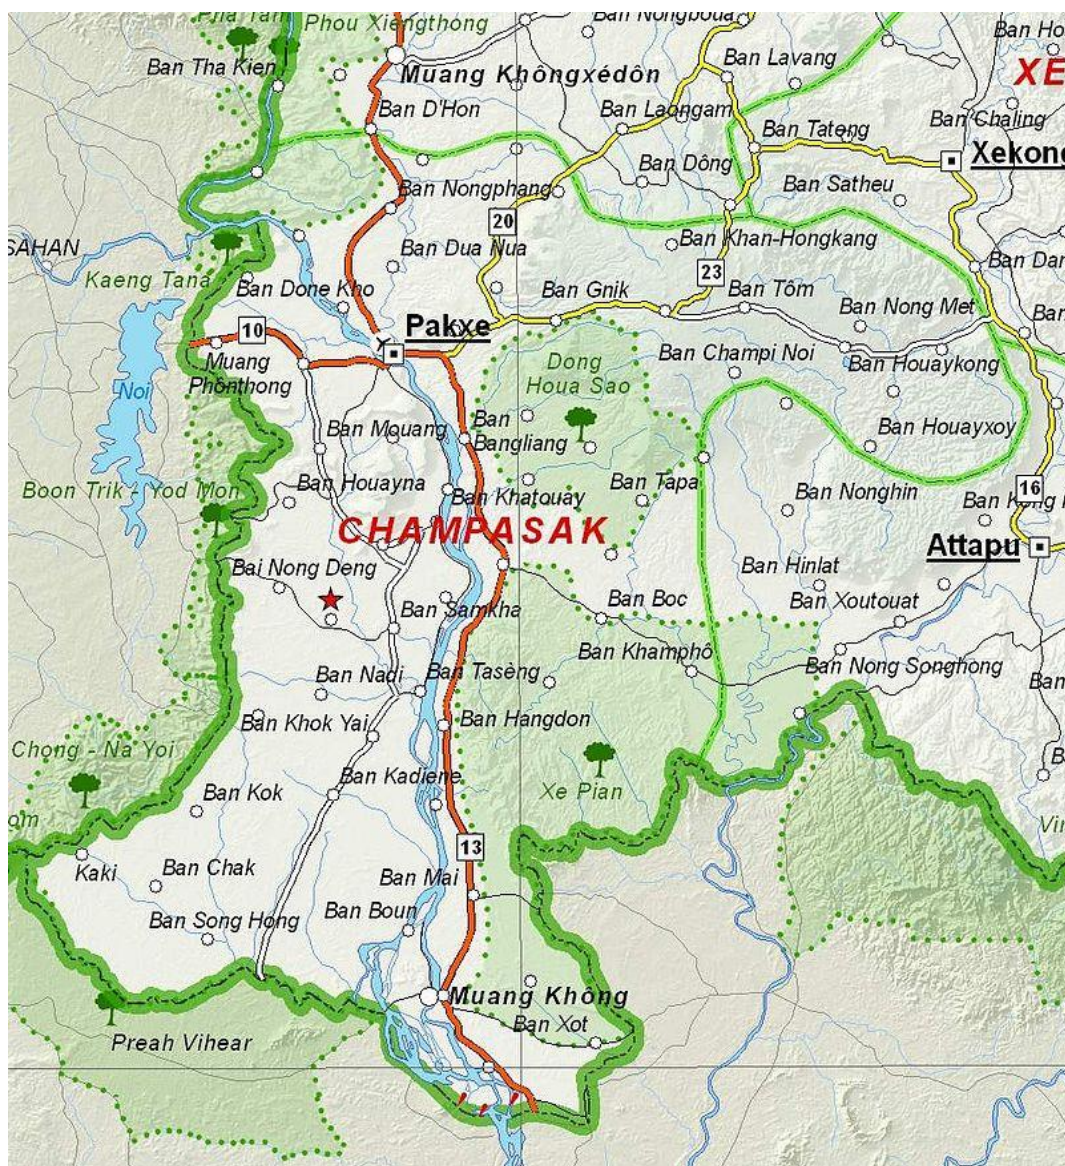 Phou Xiengthong
Ban Nongboua
Ban Tha Kien
Muang Khôngxédôn
Ban Lavang
XE
Ban D'Hon
Ban Laongam
Ban Chaling
Ban Tateng
Xekong
Ban Dông
Ban Nongphang
Ban Satheu
20
SAHAN
Ban Dua Nua
Ban Khan-Hongkang
Kaeng Tana
23
Ban Done Kho
Ban Gnik
Ban Tôm
Ban Nong Met
10
Pakxe
Muang
Phônthong
Dong
Houa Sao
Ban Champi Noi
Ban Houaykong
Noi
Ban Mouang
Ban
Bangliang
Ban Houayxoy
Boon Trik - Yod Mon
Ban Houayna
Ban Khatouay
Ban Tapa
Ban Nonghin
16
CHAMPASAK
Attapu
Bai Nong Deng
Ban Hinlat
Ban Samkha
Ban Boc
Ban Xoutouat
Ban Khamphô
Ban Nong Songhong
Ban Nadi
Ban Tasèng
Ban Khok Yai
Ban Hangdon
Chong - Na Yoi
Ban Kadiene
Ban Kok
Xe Pian
13
Kaki
Ban Chak
Ban Mai
Ban Song Hong
Ban Boun
Muang Không
Ban Xot
Preah Vihear